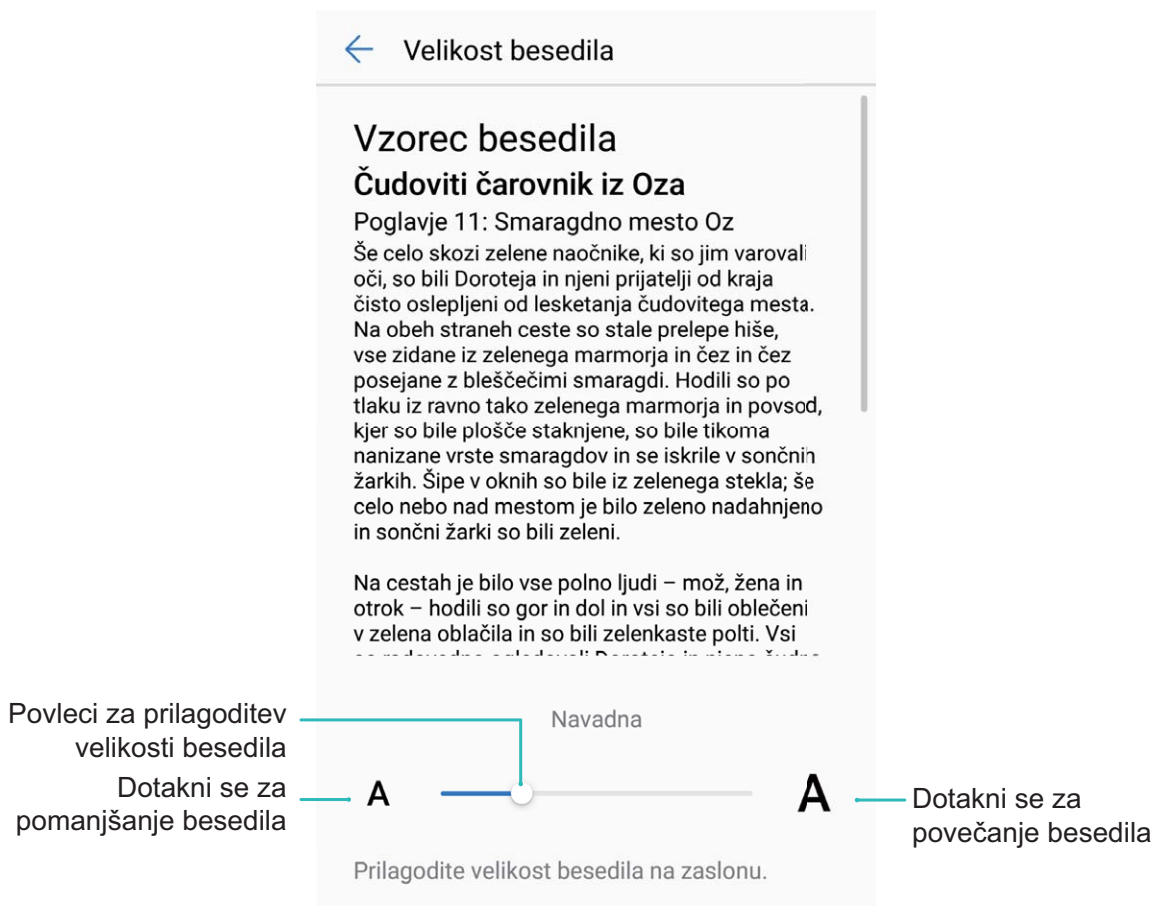 Velikost besedila
Vzorec besedila
Čudoviti čarovnik iz Oza
Poglavje 11: Smaragdno mesto Oz
Še celo skozi zelene naočnike, ki so jim varovali
oči, so bili Doroteja in njeni prijatelji od kraja
čisto oslepljeni od lesketanja čudovitega mesta.
Na obeh straneh ceste so stale prelepe hiše,
vse zidane iz zelenega marmorja in čez in čez
posejane z bleščečimi smaragdi. Hodili so po
tlaku iz ravno tako zelenega marmorja in povsod,
kjer so bile plošče staknjene, so bile tikoma
nanizane vrste smaragdov in se iskrile v sončnih
žarkih. Šipe v oknih so bile iz zelenega stekla; še
celo nebo nad mestom je bilo zeleno nadahnjeno
in sončni žarki so bili zeleni.
Na cestah je bilo vse polno ljudi – mož, žena in
otrok – hodili so gor in dol in vsi so bili oblečeni
v zelena oblačila in so bili zelenkaste polti. Vsi
Navadna
Povleci za prilagoditev
velikosti besedila
Dotakni se za
pomanjšanje besedila
A
A
Dotakni se za
povečanje besedila
Prilagodite velikost besedila na zaslonu.